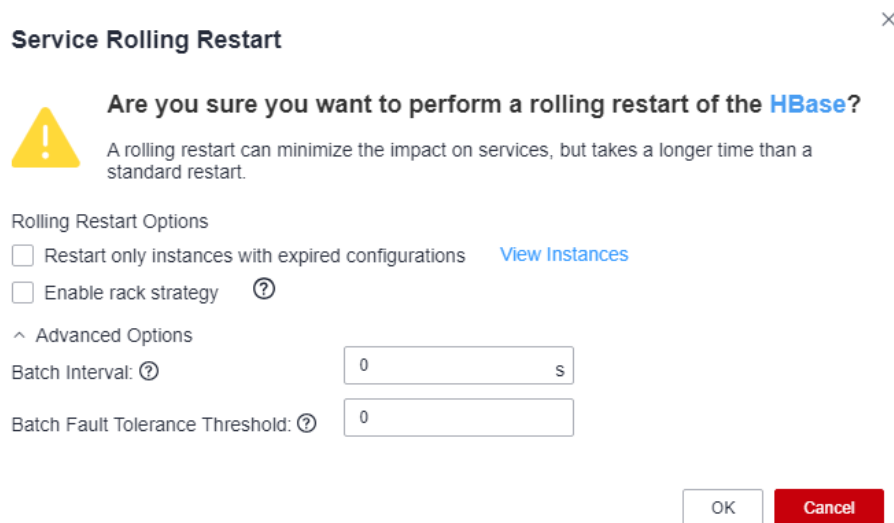 Service Rolling Restart
Are you sure you want to perform a rolling restart of the HBase?
A rolling restart can minimize the impact on services, but takes a longer time than a
standard restart.
Rolling Restart Options
Restart only instances with expired configurations View Instances
Enable rack strategy ?
Advanced Options
Batch Interval: ? 0 s
Batch Fault Tolerance Threshold: ? 0
OK Cancel